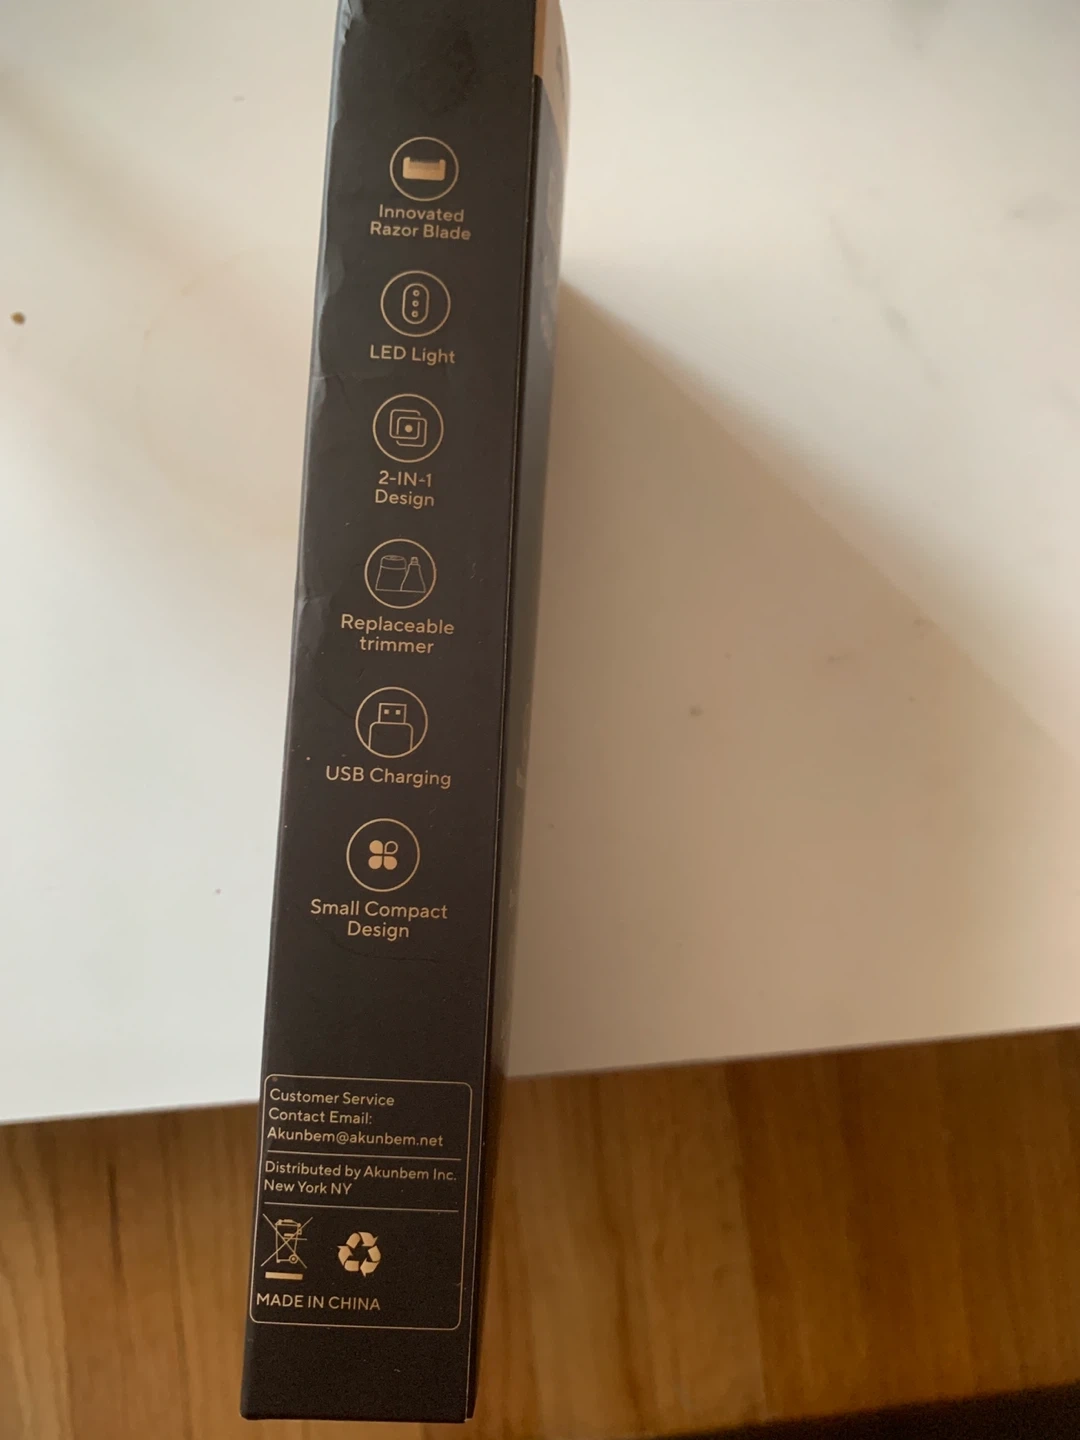 Innovated
Razor Blade
LED Light
2-IN-1
Design
Replaceable
trimmer
USB Charging
Small Compact
Design
Customer Service
Contact Email:
Akunbem@akunbem.net
Distributed by Akunbem Inc.
New York NY
MADE IN CHINA